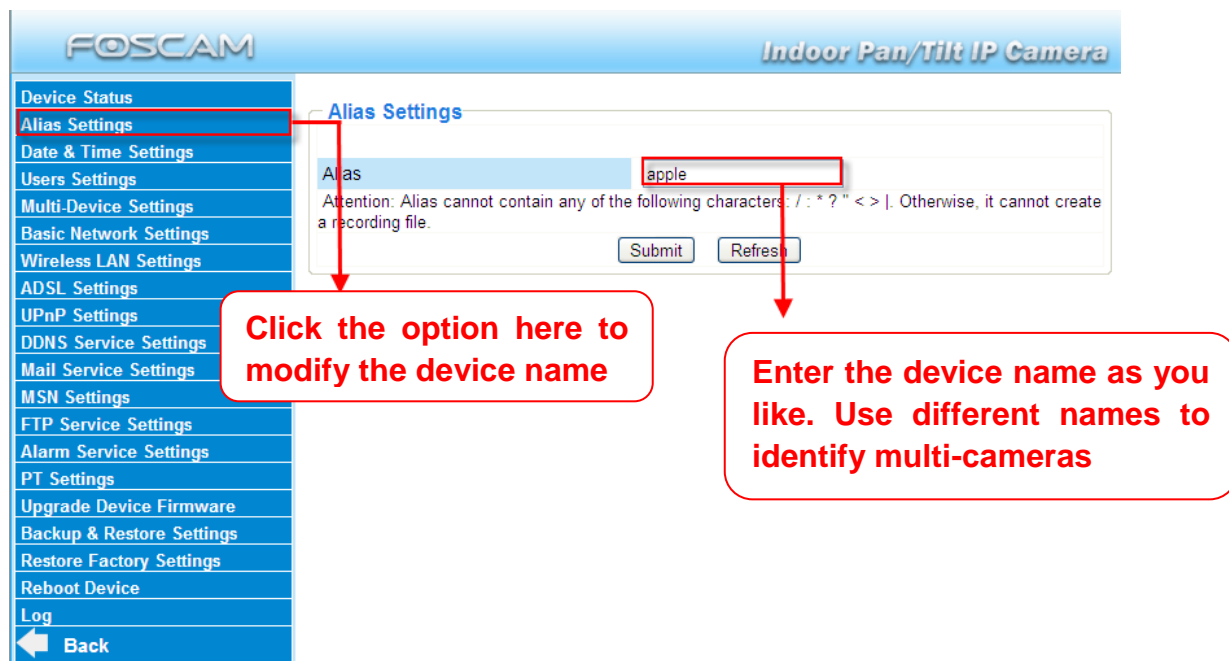 FOSCAM
Indoor Pan/Tilt IP Camera
Device Status
Alias Settings
Date & Time Settings
Users Settings
Multi-Device Settings
Basic Network Settings
Wireless LAN Settings
ADSL Settings
UPnP Settings
DDNS Service Settings
Mail Service Settings
MSN Settings
FTP Service Settings
Alarm Service Settings
PT Settings
Upgrade Device Firmware
Backup & Restore Settings
Restore Factory Settings
Reboot Device
Log
Back
Alias Settings
Alias
apple
Attention: Alias cannot contain any of the following characters: / : * ? " < > |. Otherwise, it cannot create
a recording file.
Submit
Refresh
Click the option here to
modify the device name
Enter the device name as you
like. Use different names to
identify multi-cameras